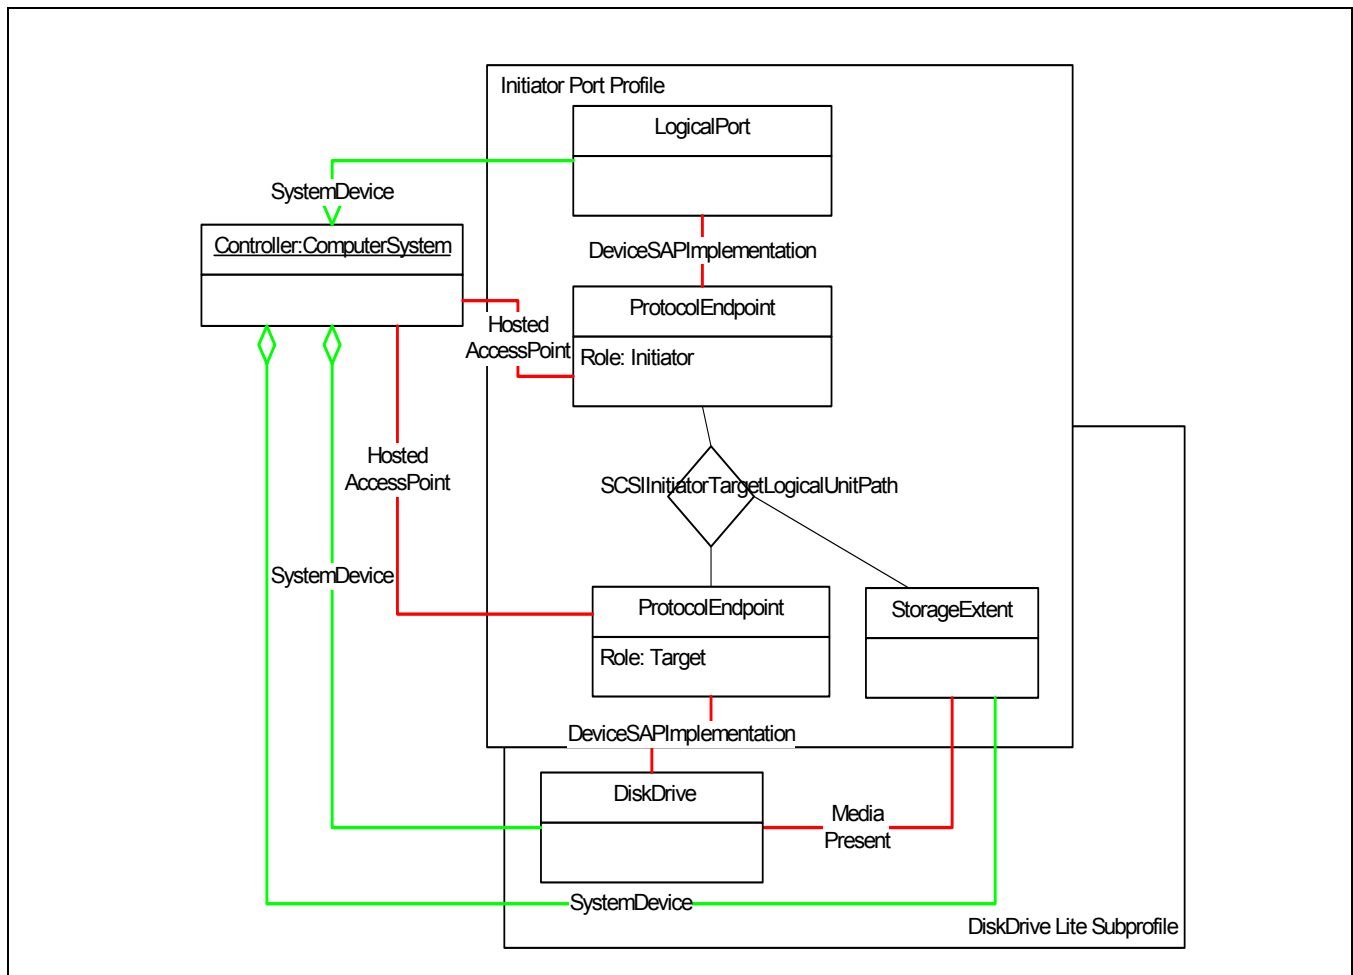 Initiator Port Profile
LogicalPort
SystemDevice
Controller:ComputerSystem
DeviceSAPImplementation
ProtocolEndpoint
Role: Initiator
Hosted
AccessPoint
Hosted
AccessPoint
SCSIInitiatorTargetLogicalUnitPath
SystemDevice
ProtocolEndpoint
Role: Target
StorageExtent
DeviceSAPImplementation
DiskDrive
Media
Present
SystemDevice
DiskDrive Lite Subprofile